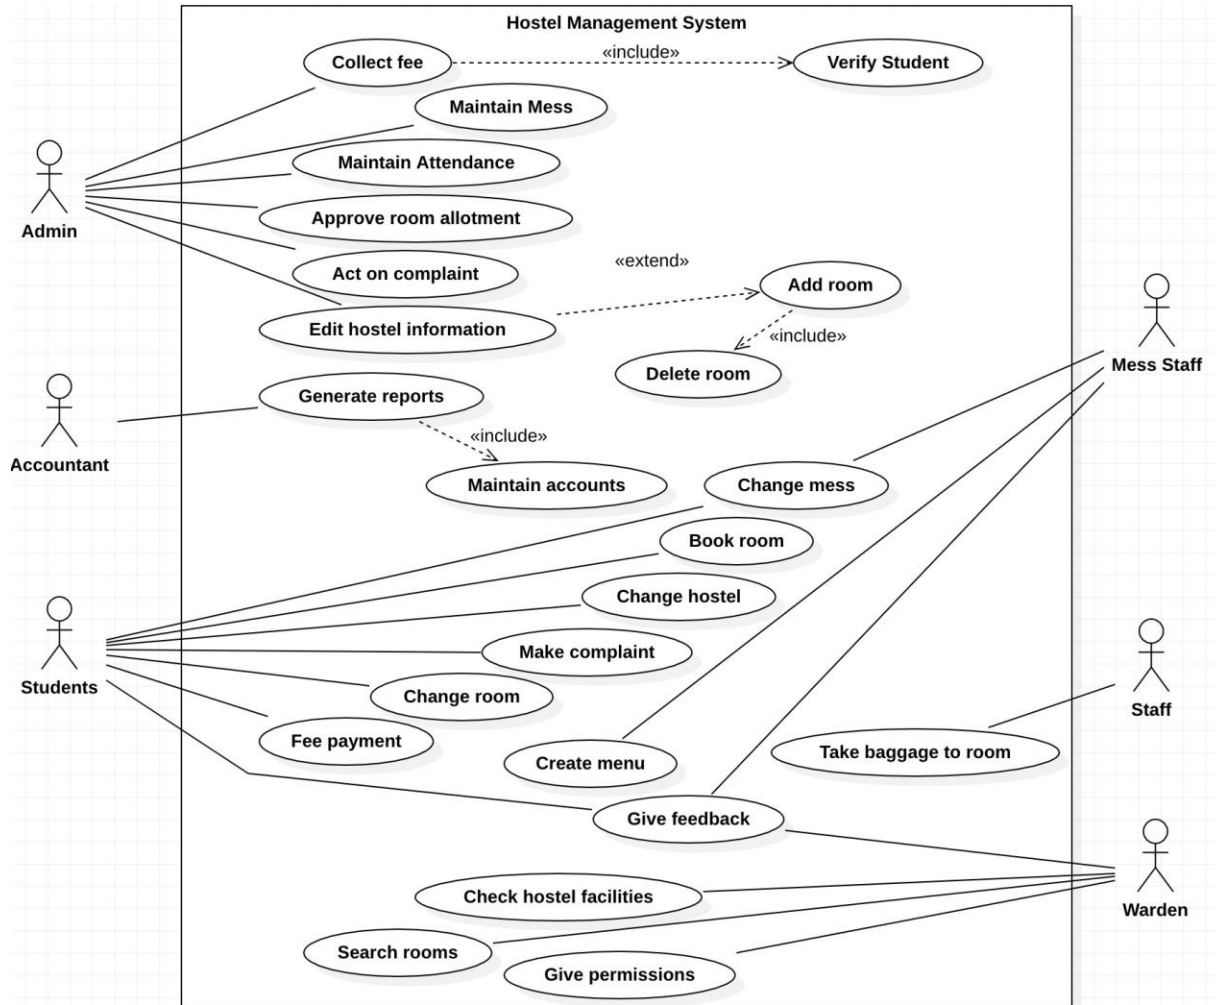 Hostel Management System
Collect fee
«include»
Verify Student
Maintain Mess
Maintain Attendance
Admin
Approve room allotment
Act on complaint
«extend»
Add room
Edit hostel information
«include»
Delete room
Mess Staff
Generate reports
Accountant
«include»
Maintain accounts
Change mess
Book room
Change hostel
Make complaint
Students
Change room
Fee payment
Create menu
Staff
Take baggage to room
Give feedback
Check hostel facilities
Warden
Search rooms
Give permissions